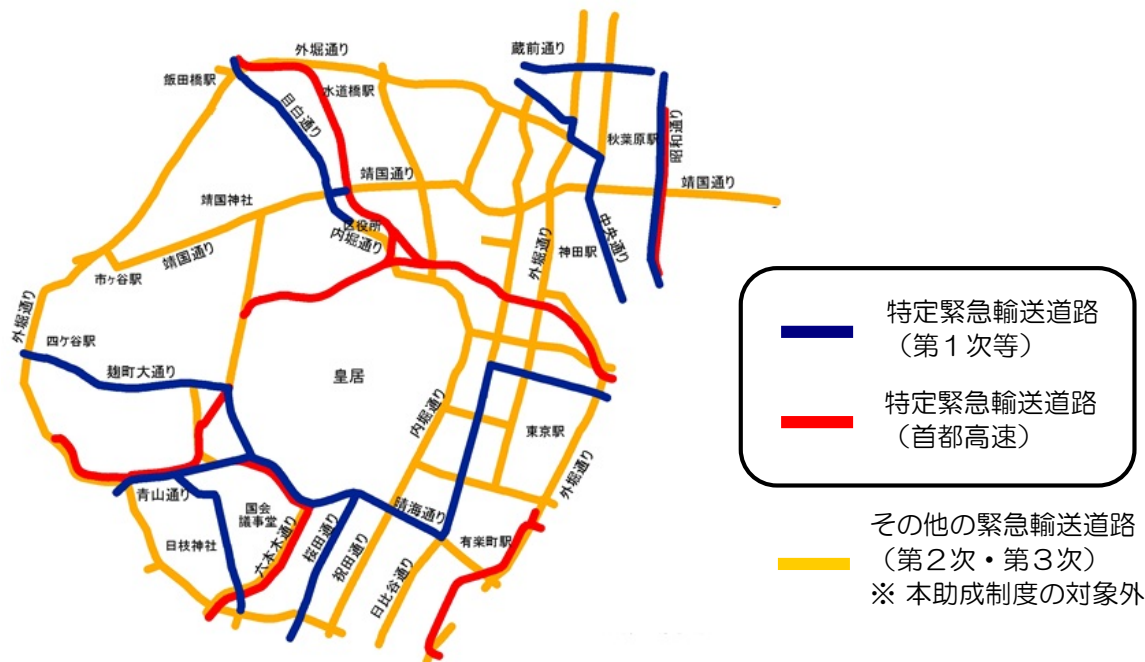 外堀通り
蔵前通り
飯田橋駅
水道橋駅
目白通り
秋葉原駅
昭和通り
靖国通り
靖国通り
靖国神社
区役所
内堀通り
中央通り
外堀通り
神田駅
靖国通り
市ヶ谷駅
外堀通り
四ケ谷駅
麹町大通り
皇居
内堀通り
東京駅
外堀通り
青山通り
国会
議事堂
晴海通り
日枝神社
六本木通り
桜田通り
祝田通り
日比谷通り
有楽町駅
特定緊急輸送道路
（第１次等）
特定緊急輸送道路
（首都高速）
その他の緊急輸送道路
（第２次・第３次）
※ 本助成制度の対象外